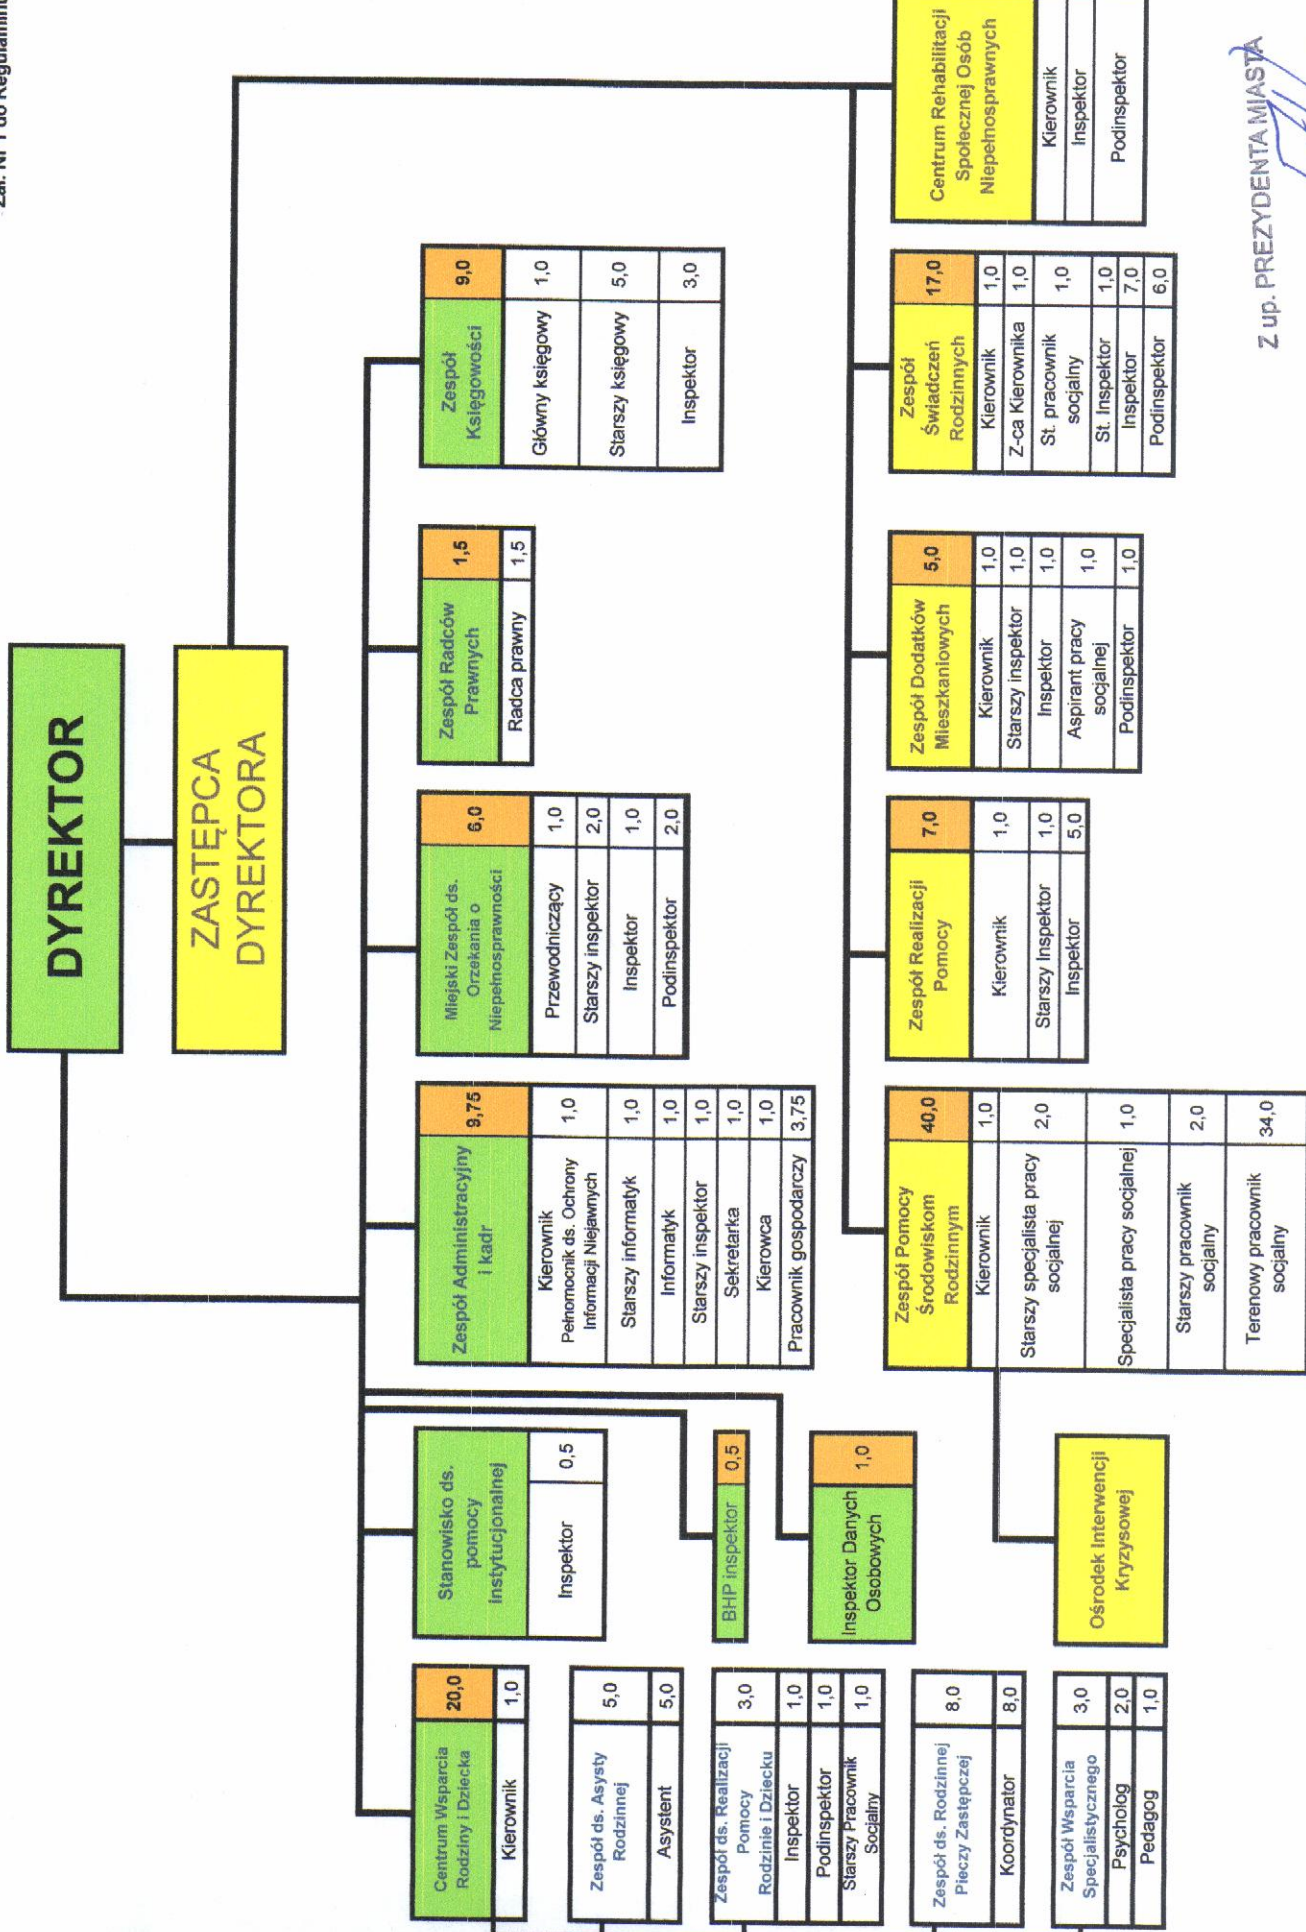 Zał. Nr 1 do Regulaminu
DYREKTOR
ZASTĘPCA
DYREKTORA
Centrum Wsparcia
Rodziny i Dziecka
20,0
Kierownik
1,0
Zespół ds. Asysty
Rodzinnej
5,0
Asystent
5,0
Zespół ds. Realizacji
Pomocy
Rodzinie i Dziecku
3,0
Inspektor
1,0
Podinspektor
1,0
Starszy Pracownik
Socjalny
1,0
Zespół ds. Rodzinnej
Pieczy Zastępczej
8,0
Koordynator
8,0
Zespół Wsparcia
Specjalistycznego
3,0
Psycholog
2,0
Pedagog
1,0
Stanowisko ds.
pomocy
instytucjonalnej
Inspektor
0,5
BHP inspektor
0,5
Inspektor Danych
Osobowych
1,0
Zespół Administracyjny
i kadr
9,75
Kierownik
Pełnomocnik ds. Ochrony
Informacji Niejawnych
1,0
Starszy informatyk
1,0
Informatyk
1,0
Starszy inspektor
1,0
Sekretarka
1,0
Kierowca
1,0
Pracownik gospodarczy
3,75
Miejski Zespół ds.
Orzekania o
Niepełnosprawności
6,0
Przewodniczący
1,0
Starszy inspektor
2,0
Inspektor
1,0
Podinspektor
2,0
Zespół Radców
Prawnych
1,5
Radca prawny
1,5
Zespół
Księgowości
9,0
Główny księgowy
1,0
Starszy księgowy
5,0
Inspektor
3,0
Ośrodek Interwencji
Kryzysowej
Zespół Pomocy
Środowiskom
Rodzinnym
40,0
Kierownik
1,0
Starszy specjalista pracy
socjalnej
2,0
Specjalista pracy socjalnej
1,0
Starszy pracownik
socjalny
2,0
Terenowy pracownik
socjalny
34,0
Zespół Realizacji
Pomocy
7,0
Kierownik
1,0
Starszy Inspektor
1,0
Inspektor
5,0
Zespół Dodatków
Mieszkaniowych
5,0
Kierownik
1,0
Starszy inspektor
1,0
Inspektor
1,0
Aspirant pracy
socjalnej
1,0
Podinspektor
1,0
Zespół
Świadczeń
Rodzinnych
17,0
Kierownik
1,0
Z-ca Kierownika
1,0
St. pracownik
socjalny
1,0
St. Inspektor
1,0
Inspektor
7,0
Podinspektor
6,0
Centrum Rehabilitacji
Społecznej Osób
Niepełnosprawnych
Kierownik
Inspektor
Podinspektor
Z up. PREZYDENTA MIASTA